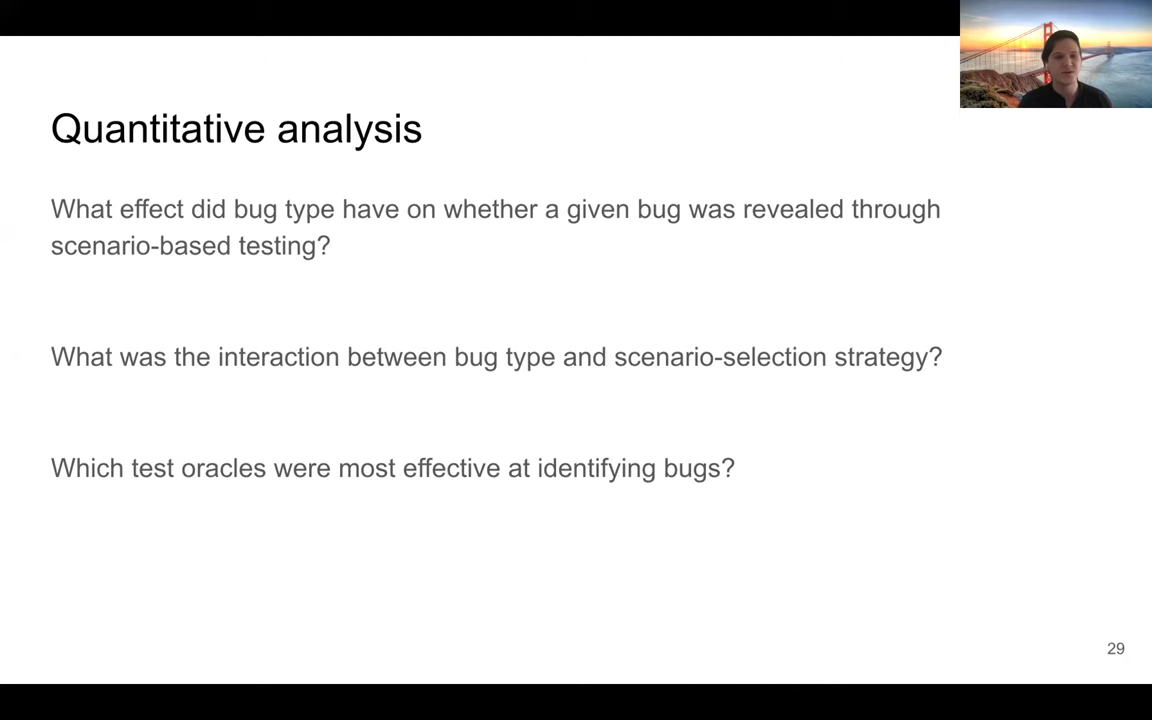 Quantitative analysis
What effect did bug type have on whether a given bug was revealed through
scenario-based testing?
What was the interaction between bug type and scenario-selection strategy?
Which test oracles were most effective at identifying bugs?
29